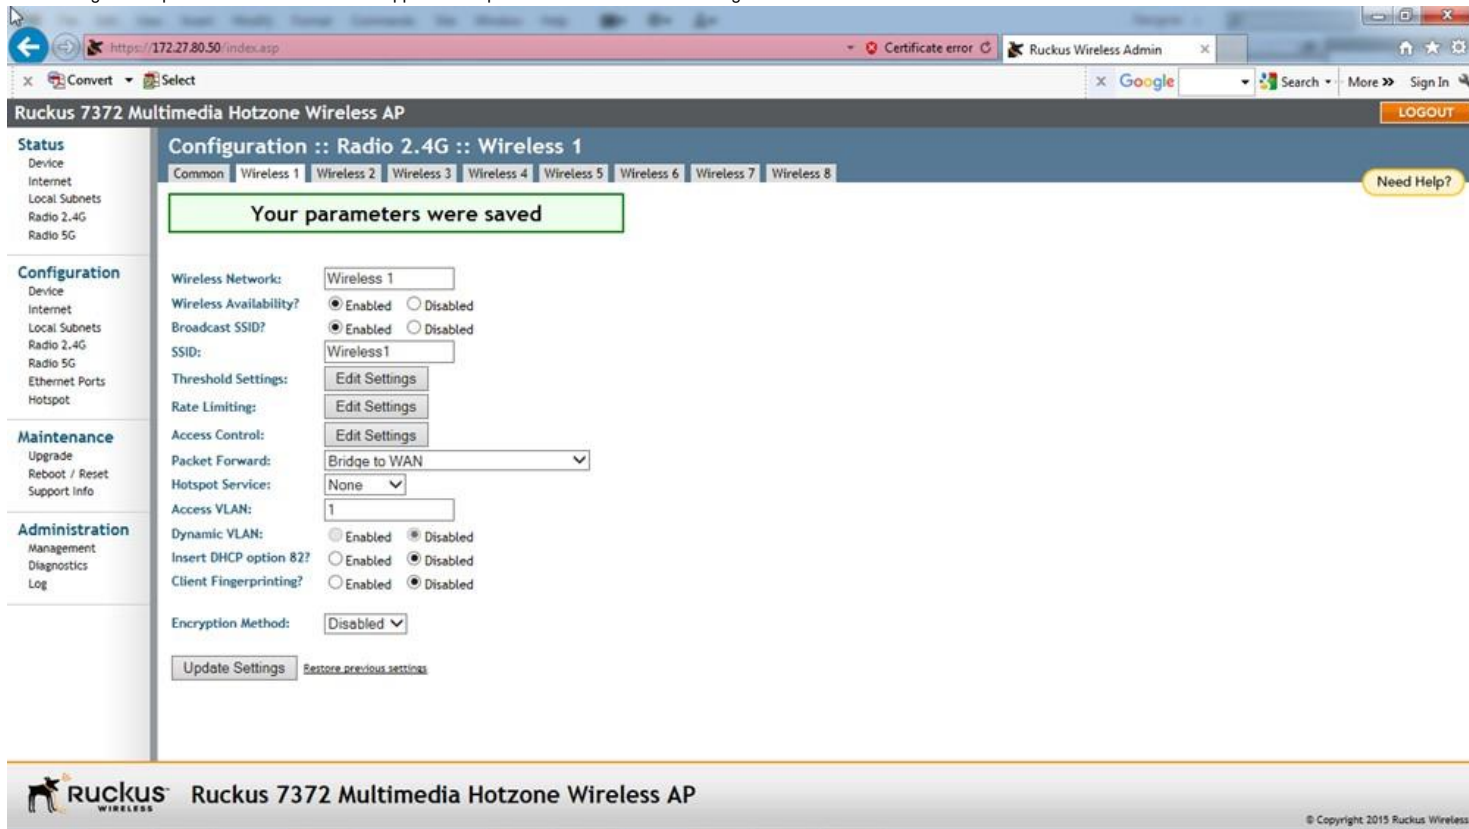 https://172.27.80.50/index.asp
Certificate error
Ruckus Wireless Admin
x Convert Select
x Google Search More » Sign In
Ruckus 7372 Multimedia Hotzone Wireless AP
LOGOUT
Status
Device
Internet
Local Subnets
Radio 2.4G
Radio 5G
Configuration
Device
Internet
Local Subnets
Radio 2.4G
Radio 5G
Ethernet Ports
Hotspot
Maintenance
Upgrade
Reboot / Reset
Support Info
Administration
Management
Diagnostics
Log
Configuration :: Radio 2.4G :: Wireless 1
Common Wireless 1 Wireless 2 Wireless 3 Wireless 4 Wireless 5 Wireless 6 Wireless 7 Wireless 8
Need Help?
Your parameters were saved
Wireless Network: Wireless 1
Wireless Availability? Enabled Disabled
Broadcast SSID? Enabled Disabled
SSID: Wireless1
Threshold Settings: Edit Settings
Rate Limiting: Edit Settings
Access Control: Edit Settings
Packet Forward: Bridge to WAN
Hotspot Service: None
Access VLAN: 1
Dynamic VLAN: Enabled Disabled
Insert DHCP option 82? Enabled Disabled
Client Fingerprinting? Enabled Disabled
Encryption Method: Disabled
Update Settings Restore previous settings
Ruckus WIRELESS
Ruckus 7372 Multimedia Hotzone Wireless AP
© Copyright 2015 Ruckus Wireless